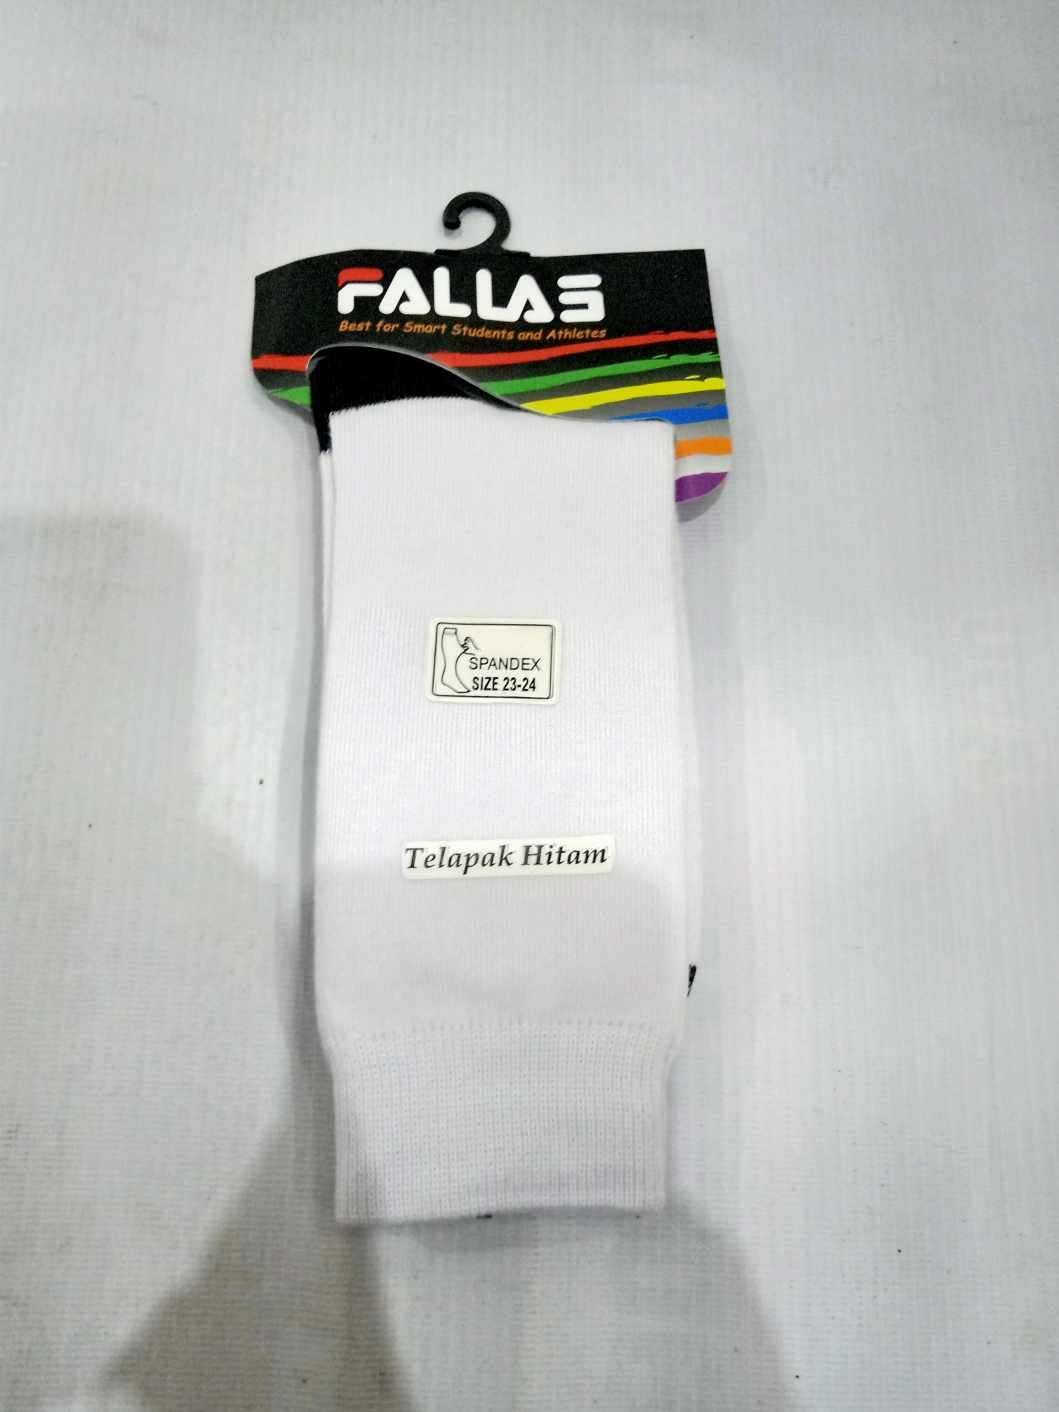 FALLAS
Best for Smart Students and Athletes
SPANDEX
SIZE 23-24
Telapak Hitam